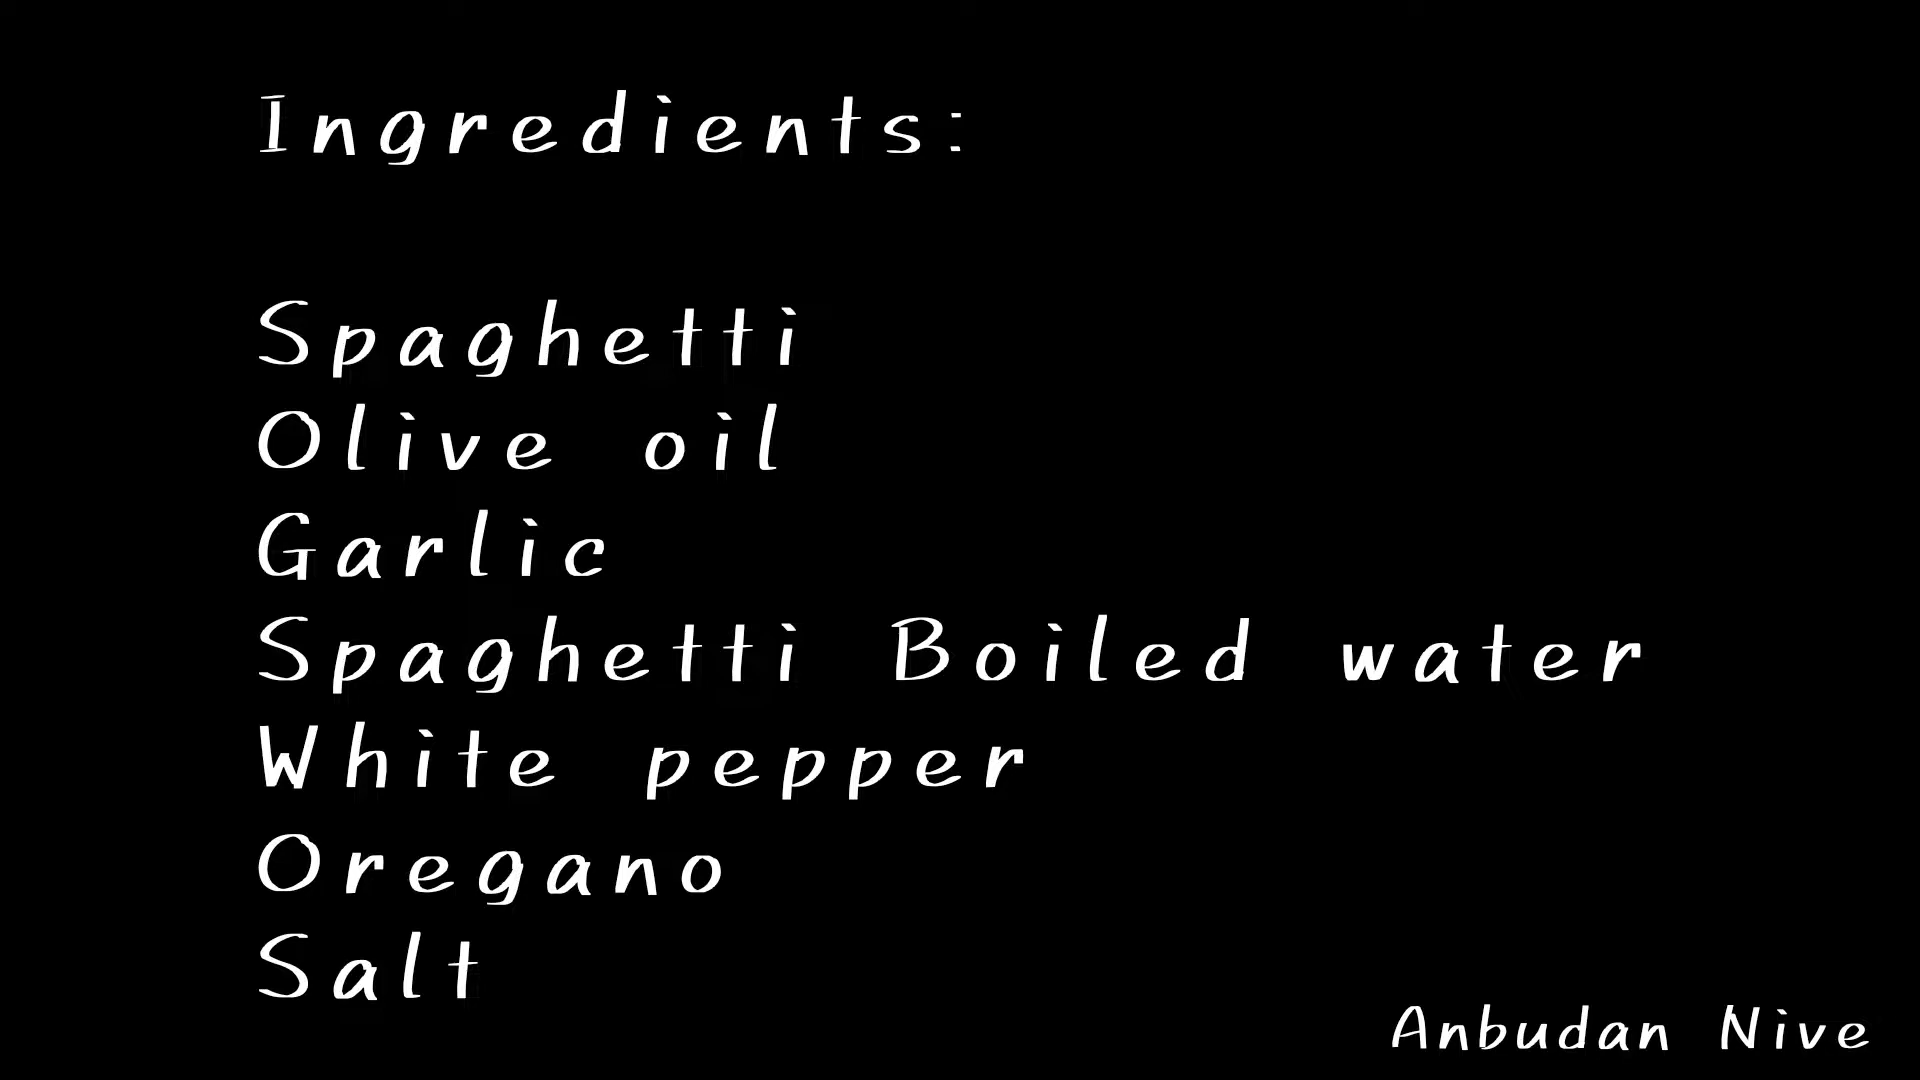 Ingredients:
Spaghetti
Olive oil
Garlic
Spaghetti Boiled water
White pepper
Oregano
Salt
Anbudan Nive